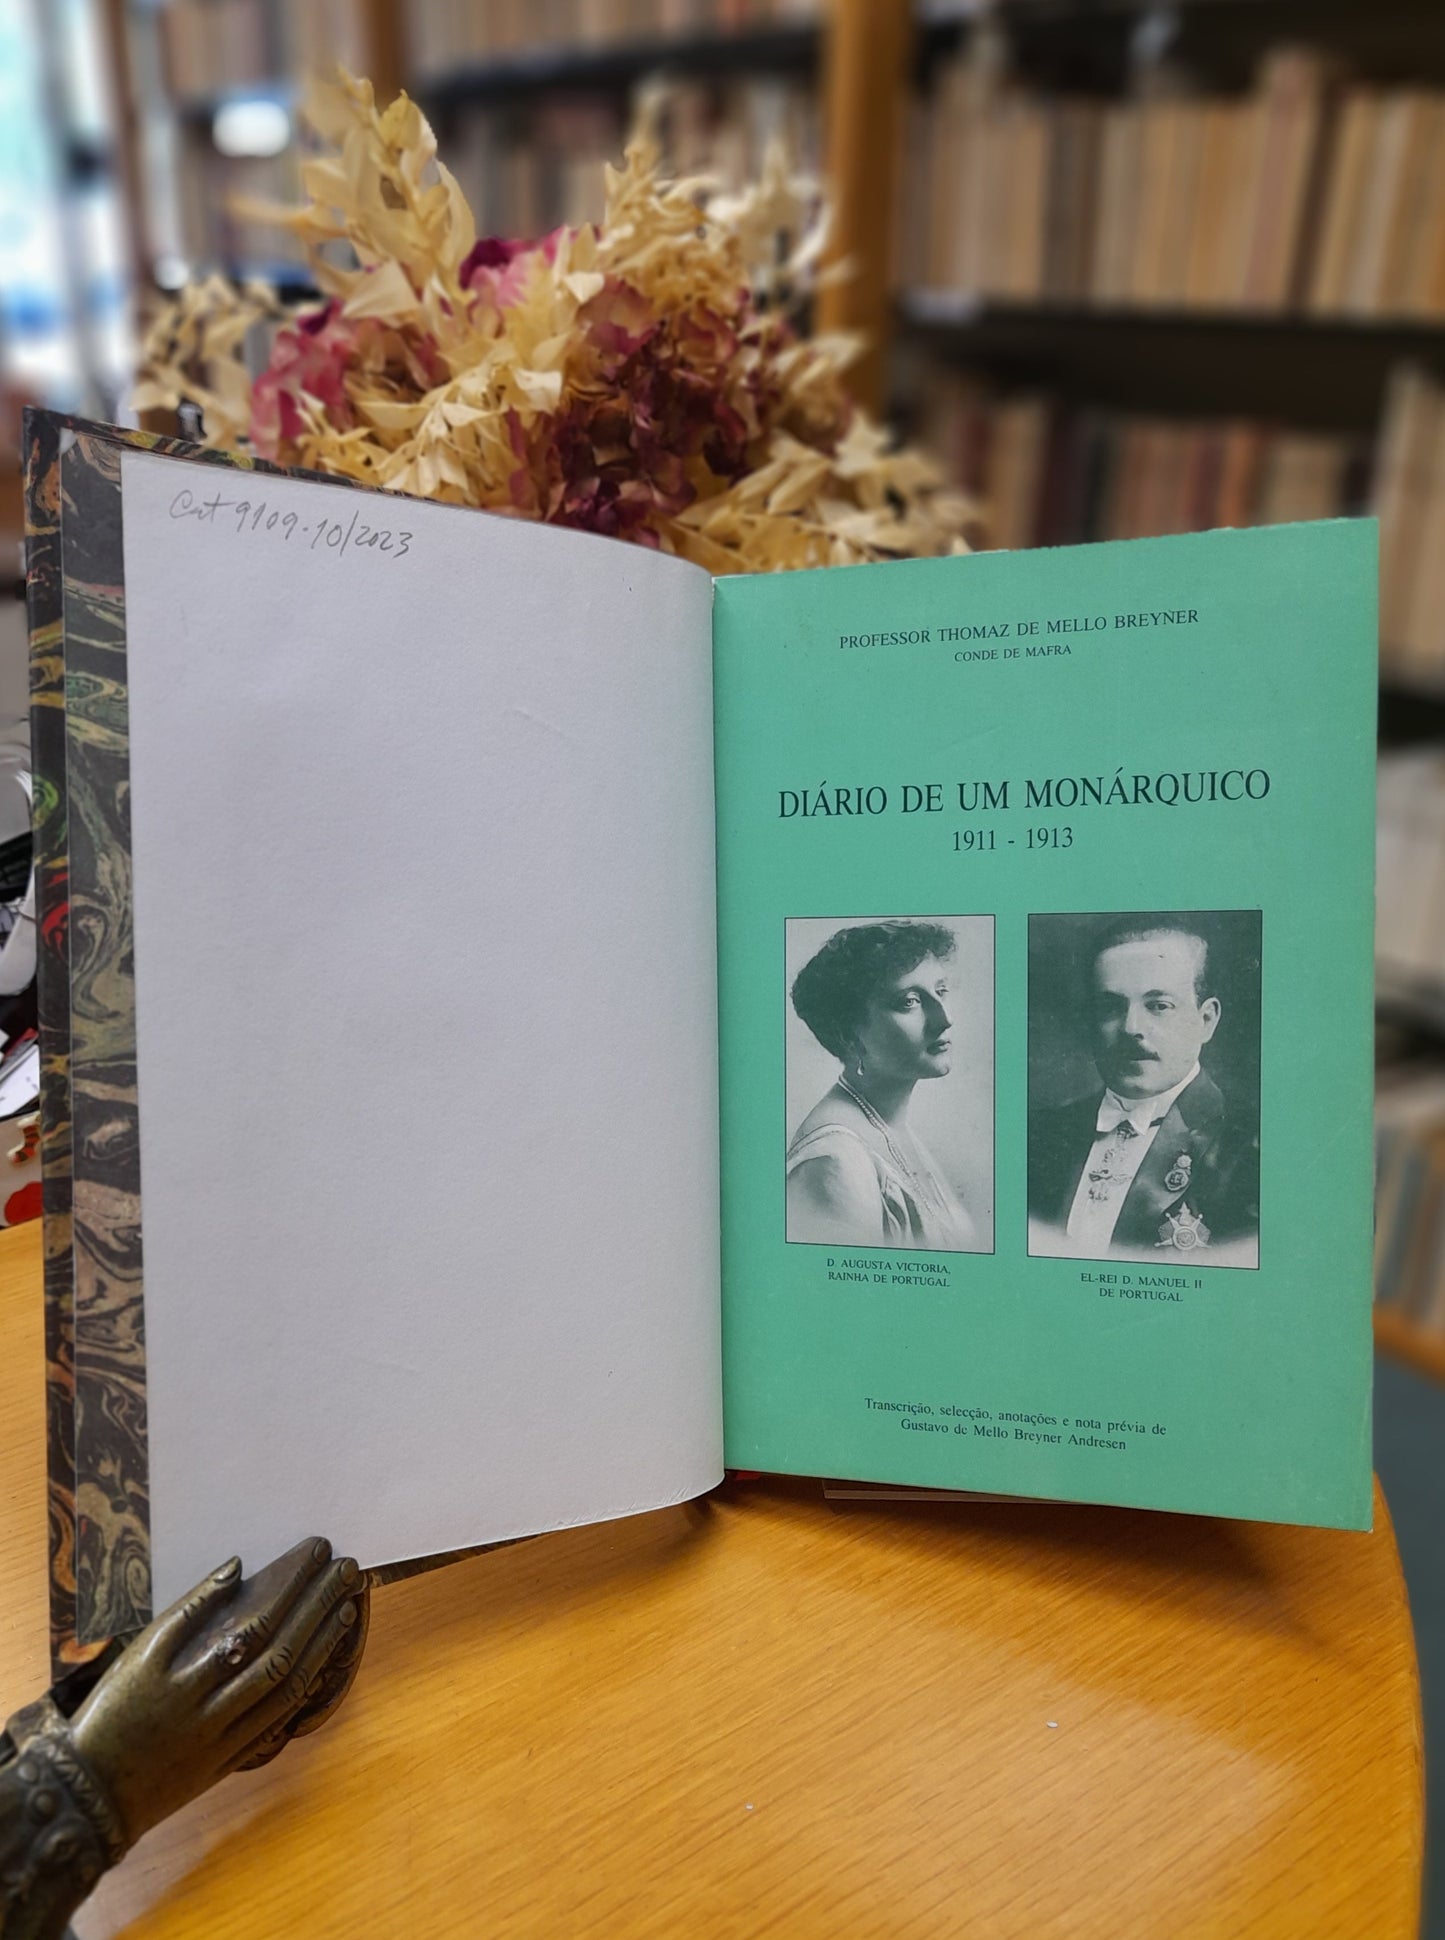 Cat 9109-10/2023
PROFESSOR THOMAZ DE MELLO BREYNER
CONDE DE MAFRA
DIÁRIO DE UM MONÁRQUICO
1911 - 1913
D. AUGUSTA VICTORIA,
RAINHA DE PORTUGAL
EL-REI D. MANUEL II
DE PORTUGAL
Transcrição, selecção, anotações e nota prévia de
Gustavo de Mello Breyner Andresen